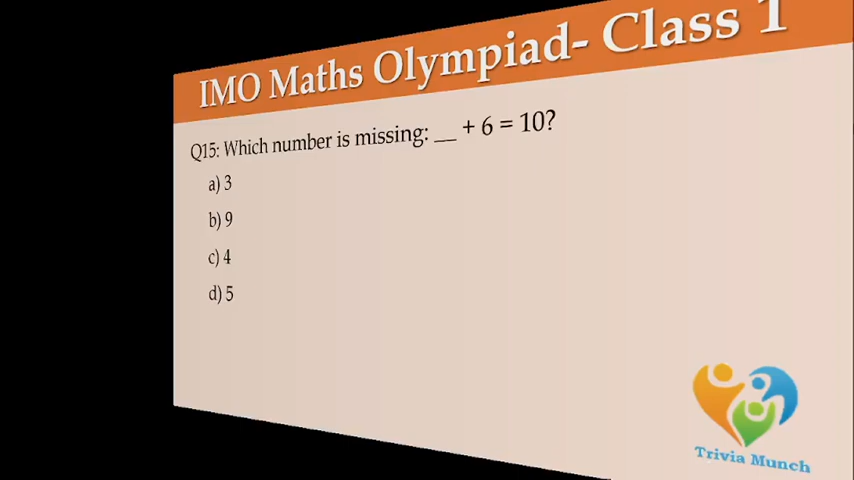 IMO Maths Olympiad- Class 1
Q15: Which number is missing: __ + 6 = 10?
a) 3
b) 9
c) 4
d) 5
Trivia Munch